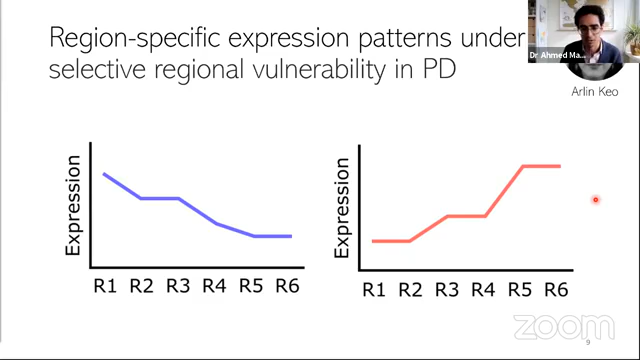 Region-specific expression patterns under
selective regional vulnerability in PD
Dr Ahmed Ma...
Arlin Keo
Expression
R1 R2 R3 R4 R5 R6
Expression
R1 R2 R3 R4 R5 R6
zoom
9